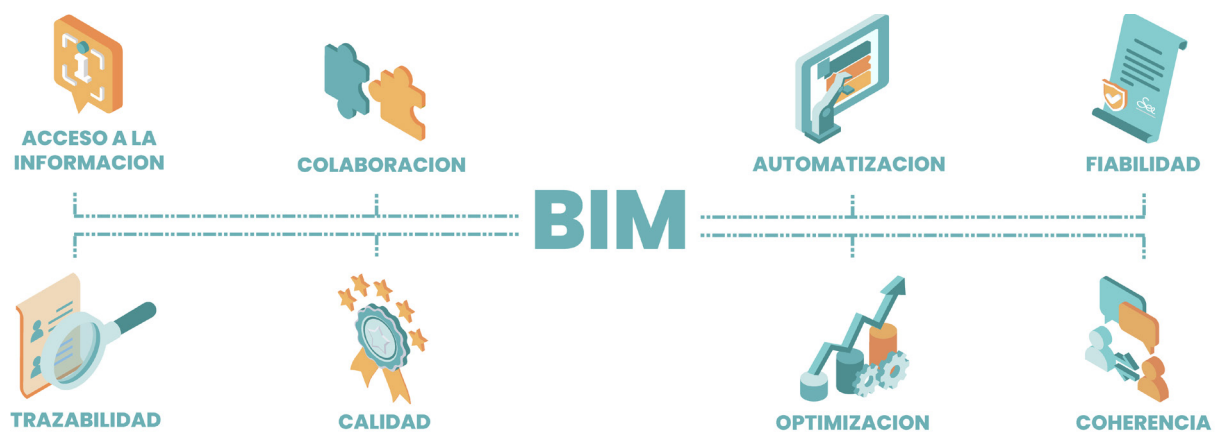 ACCESO A LA
INFORMACION
COLABORACION
AUTOMATIZACION
FIABILIDAD
BIM
TRAZABILIDAD
CALIDAD
OPTIMIZACION
COHERENCIA